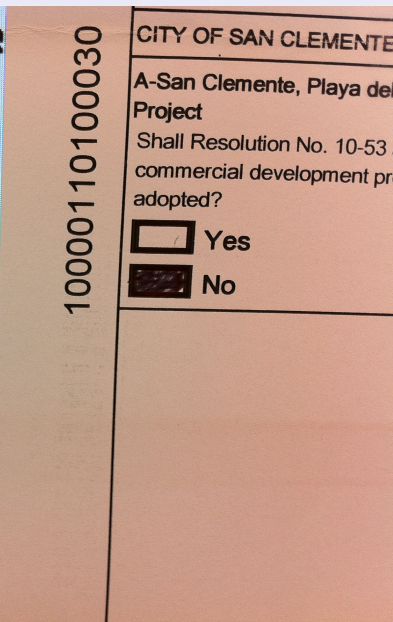 1000011010100030
CITY OF SAN CLEMENTE
A-San Clemente, Playa del
Project
Shall Resolution No. 10-53
commercial development pr
adopted?
Yes
No